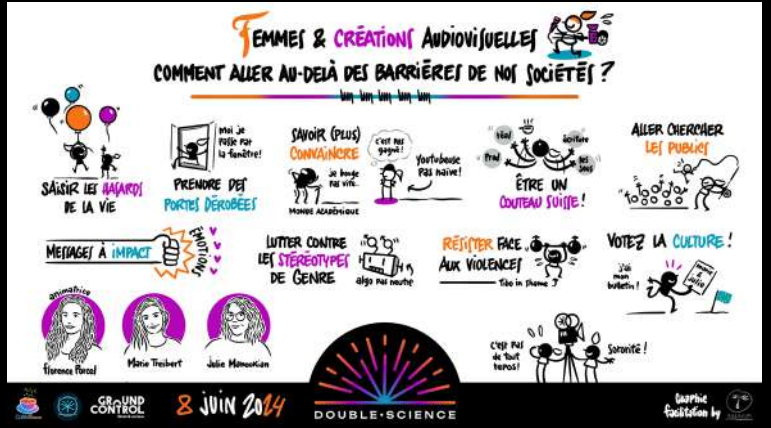 FEMMES & CRÉATIONS AUDIOVISUELLES
COMMENT ALLER AU-DELÀ DES BARRIÈRES DE NOS SOCIÉTÉS ?
SAISIR LES HASARDS
DE LA VIE
Moi je
passe par
la fenêtre !
PRENDRE DES
PORTES DÉROBÉES
SAVOIR (PLUS)
CONVAINCRE
je bouge
pas vite.
MONDE ACADÉMIQUE
c'est pas
gagné !
Youtubeuse
Pas naïve !
réal
écriture
Prod
les
sous
ÊTRE UN
COUTEAU SUISSE !
ALLER CHERCHER
LES PUBLICS
MESSAGES À IMPACT
ÉMOTIONS
LUTTER CONTRE
LES STÉRÉOTYPES
DE GENRE
algo pas neutre
RÉSISTER FACE
AUX VIOLENCES
VOTEZ LA CULTURE !
j'ai
mon
bulletin !
Marie
& Julie
animatrice
Florence Porcel
Marie Treibert
Julie Manoukian
C'est pas
de tout
repos !
Sororité !
GROUND
CONTROL
8 JUIN 2024
DOUBLE·SCIENCE
Graphic
facilitation by